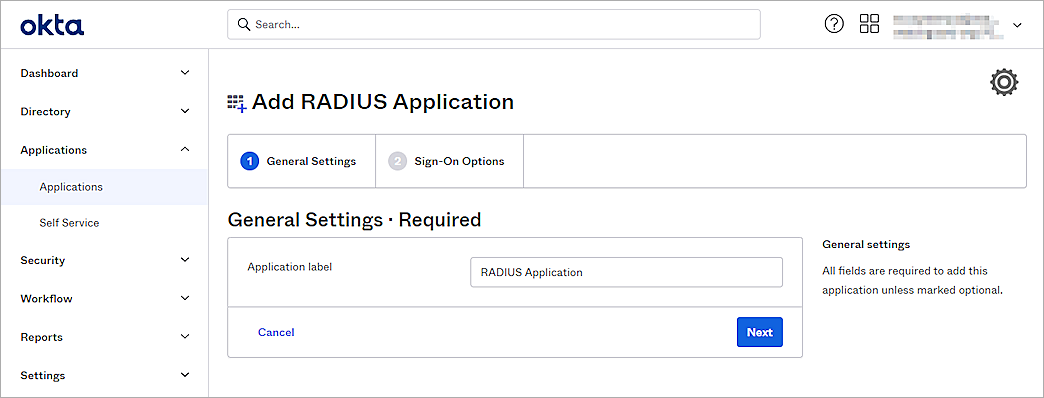 okta
Search...
Dashboard
Directory
Applications
Applications
Self Service
Security
Workflow
Reports
Settings
Add RADIUS Application
1 General Settings
2 Sign-On Options
General Settings · Required
Application label
RADIUS Application
Cancel
Next
General settings
All fields are required to add this
application unless marked optional.